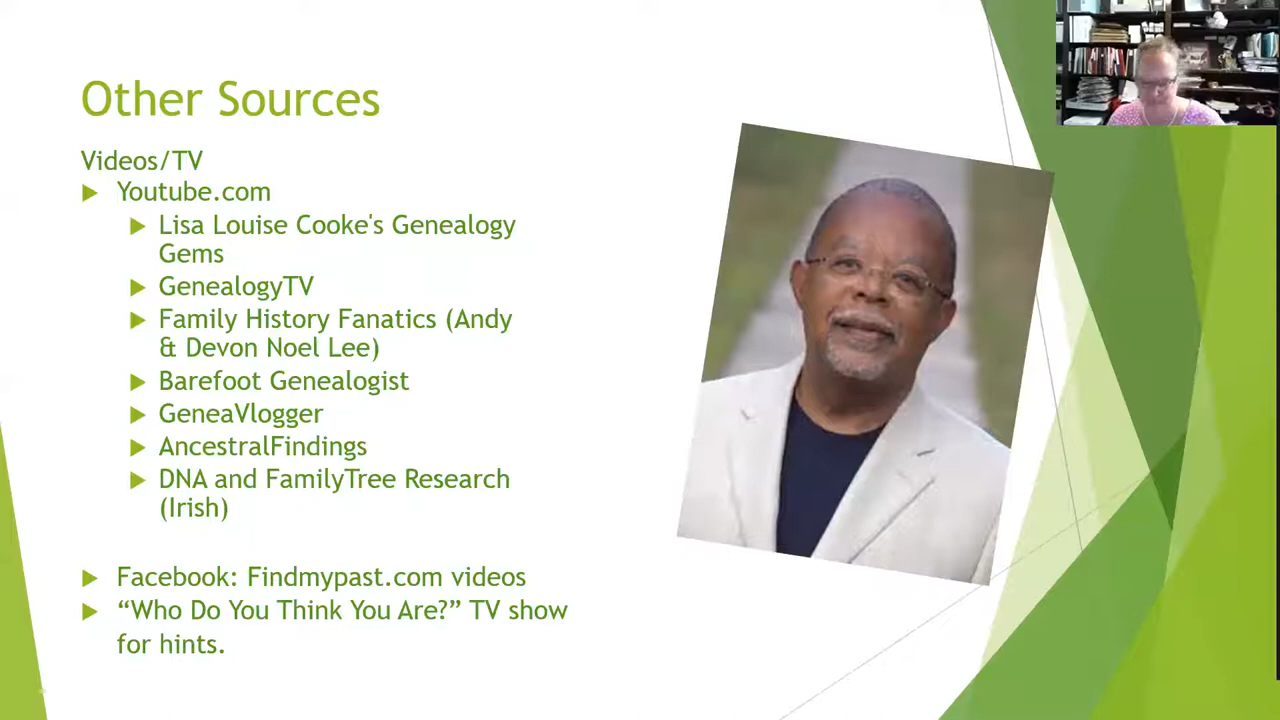 Other Sources
Videos/TV
Youtube.com
Lisa Louise Cooke's Genealogy
Gems
GenealogyTV
Family History Fanatics (Andy
& Devon Noel Lee)
Barefoot Genealogist
GeneaVlogger
AncestralFindings
DNA and FamilyTree Research
(Irish)
Facebook: Findmypast.com videos
“Who Do You Think You Are?” TV show
for hints.